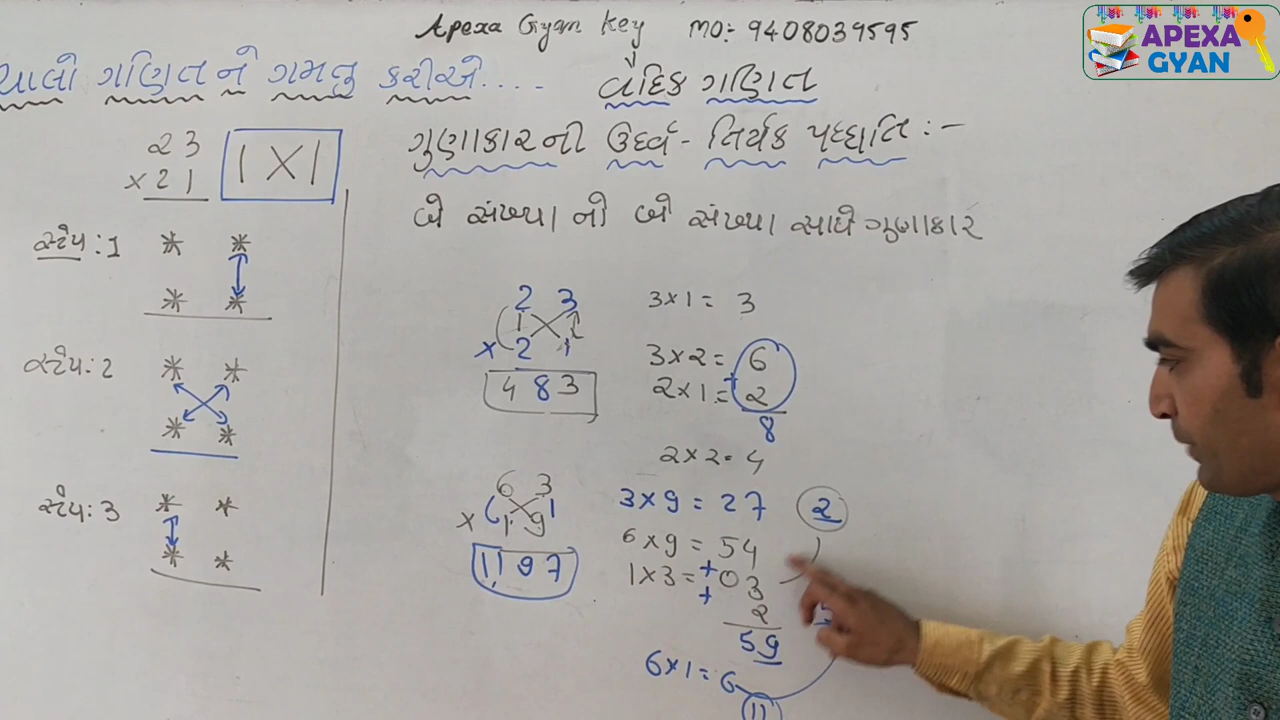 Apexa Gyan Key MO: 9408039595
APEXA
GYAN
ચાલો ગણિત ને ગમતુ કરીએ.... વૈદિક ગણિત
23
×21
1 X 1
ગુણાકાર ની ઉર્ધ્વ - તિર્યક પધ્ધતિ :-
બે સંખ્યા નો બે સંખ્યા સાથે ગુણાકાર
સ્ટેપ : 1
સ્ટેપ : 2
સ્ટેપ : 3
2 3
× 2 1
4 8 3
3×1= 3
3×2= 6
+
2×1= 2
8
2×2= 4
6 3
× 1 9
1197
3×9 = 27 2
6×9 = 54
+
1×3= 03
+
2
59
5
6×1= 6
11